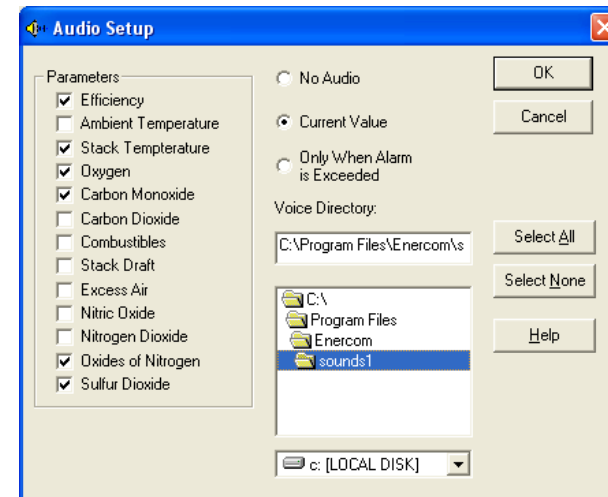 Audio Setup
Parameters
Efficiency
Ambient Temperature
Stack Tempterature
Oxygen
Carbon Monoxide
Carbon Dioxide
Combustibles
Stack Draft
Excess Air
Nitric Oxide
Nitrogen Dioxide
Oxides of Nitrogen
Sulfur Dioxide
No Audio
Current Value
Only When Alarm
is Exceeded
Voice Directory:
C:\Program Files\Enercom\s
C:\
Program Files
Enercom
sounds1
c: [LOCAL DISK]
OK
Cancel
Select All
Select None
Help